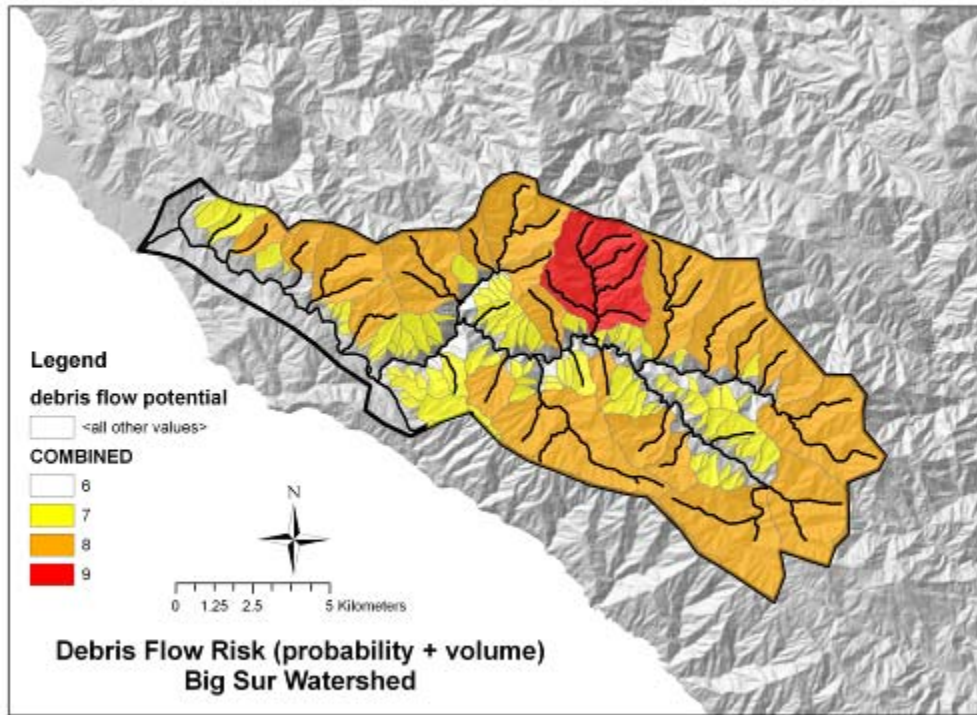 Legend
debris flow potential
<all other values>
COMBINED
6
7
8
9
N
0 1.25 2.5 5 Kilometers
Debris Flow Risk (probability + volume)
Big Sur Watershed